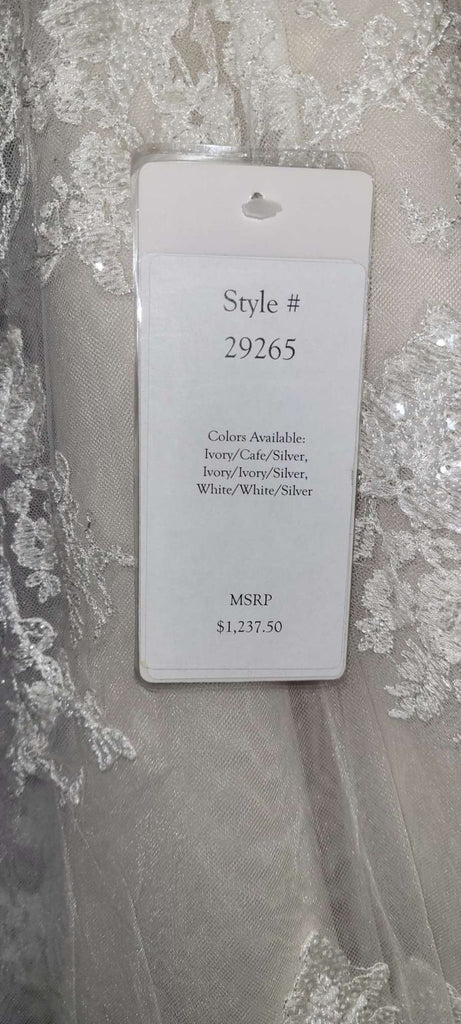 Style #
29265
Colors Available:
Ivory/Cafe/Silver,
Ivory/Ivory/Silver,
White/White/Silver
MSRP
$1,237.50